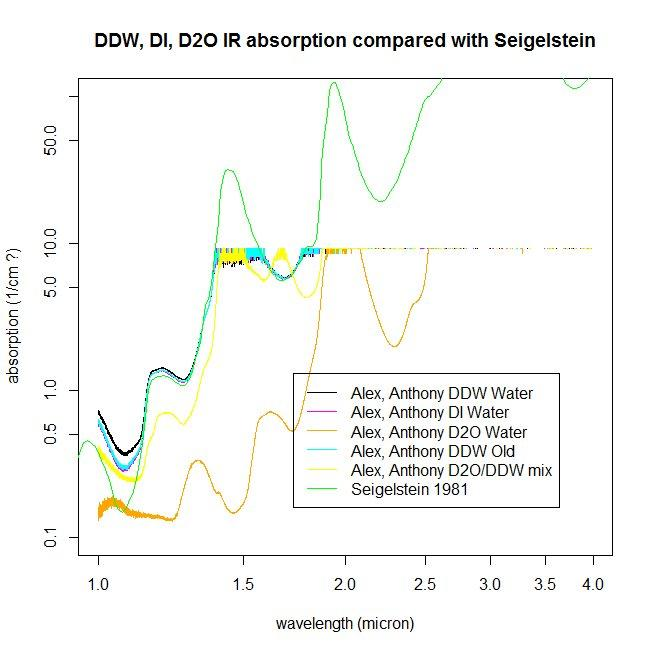 DDW, DI, D2O IR absorption compared with Seigelstein
absorption (1/cm ?)
50.0
10.0
5.0
1.0
0.5
0.1
Alex, Anthony DDW Water
Alex, Anthony DI Water
Alex, Anthony D2O Water
Alex, Anthony DDW Old
Alex, Anthony D2O/DDW mix
Seigelstein 1981
1.0 1.5 2.0 2.5 3.0 3.5 4.0
wavelength (micron)